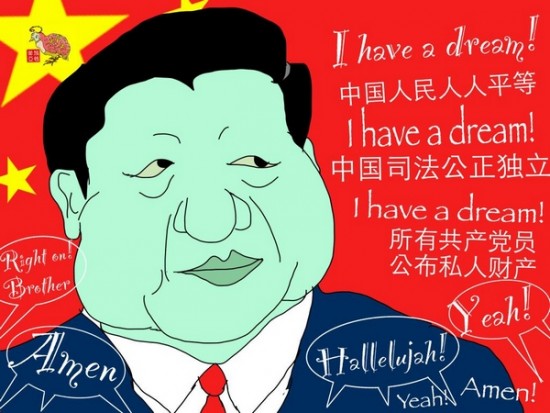 I have a dream!
中国人民人人平等
I have a dream!
中国司法公正独立
I have a dream!
所有共产党员
公布私人财产
Right on!
Brother
Amen
Hallelujah!
Yeah!
Yeah!
Amen!